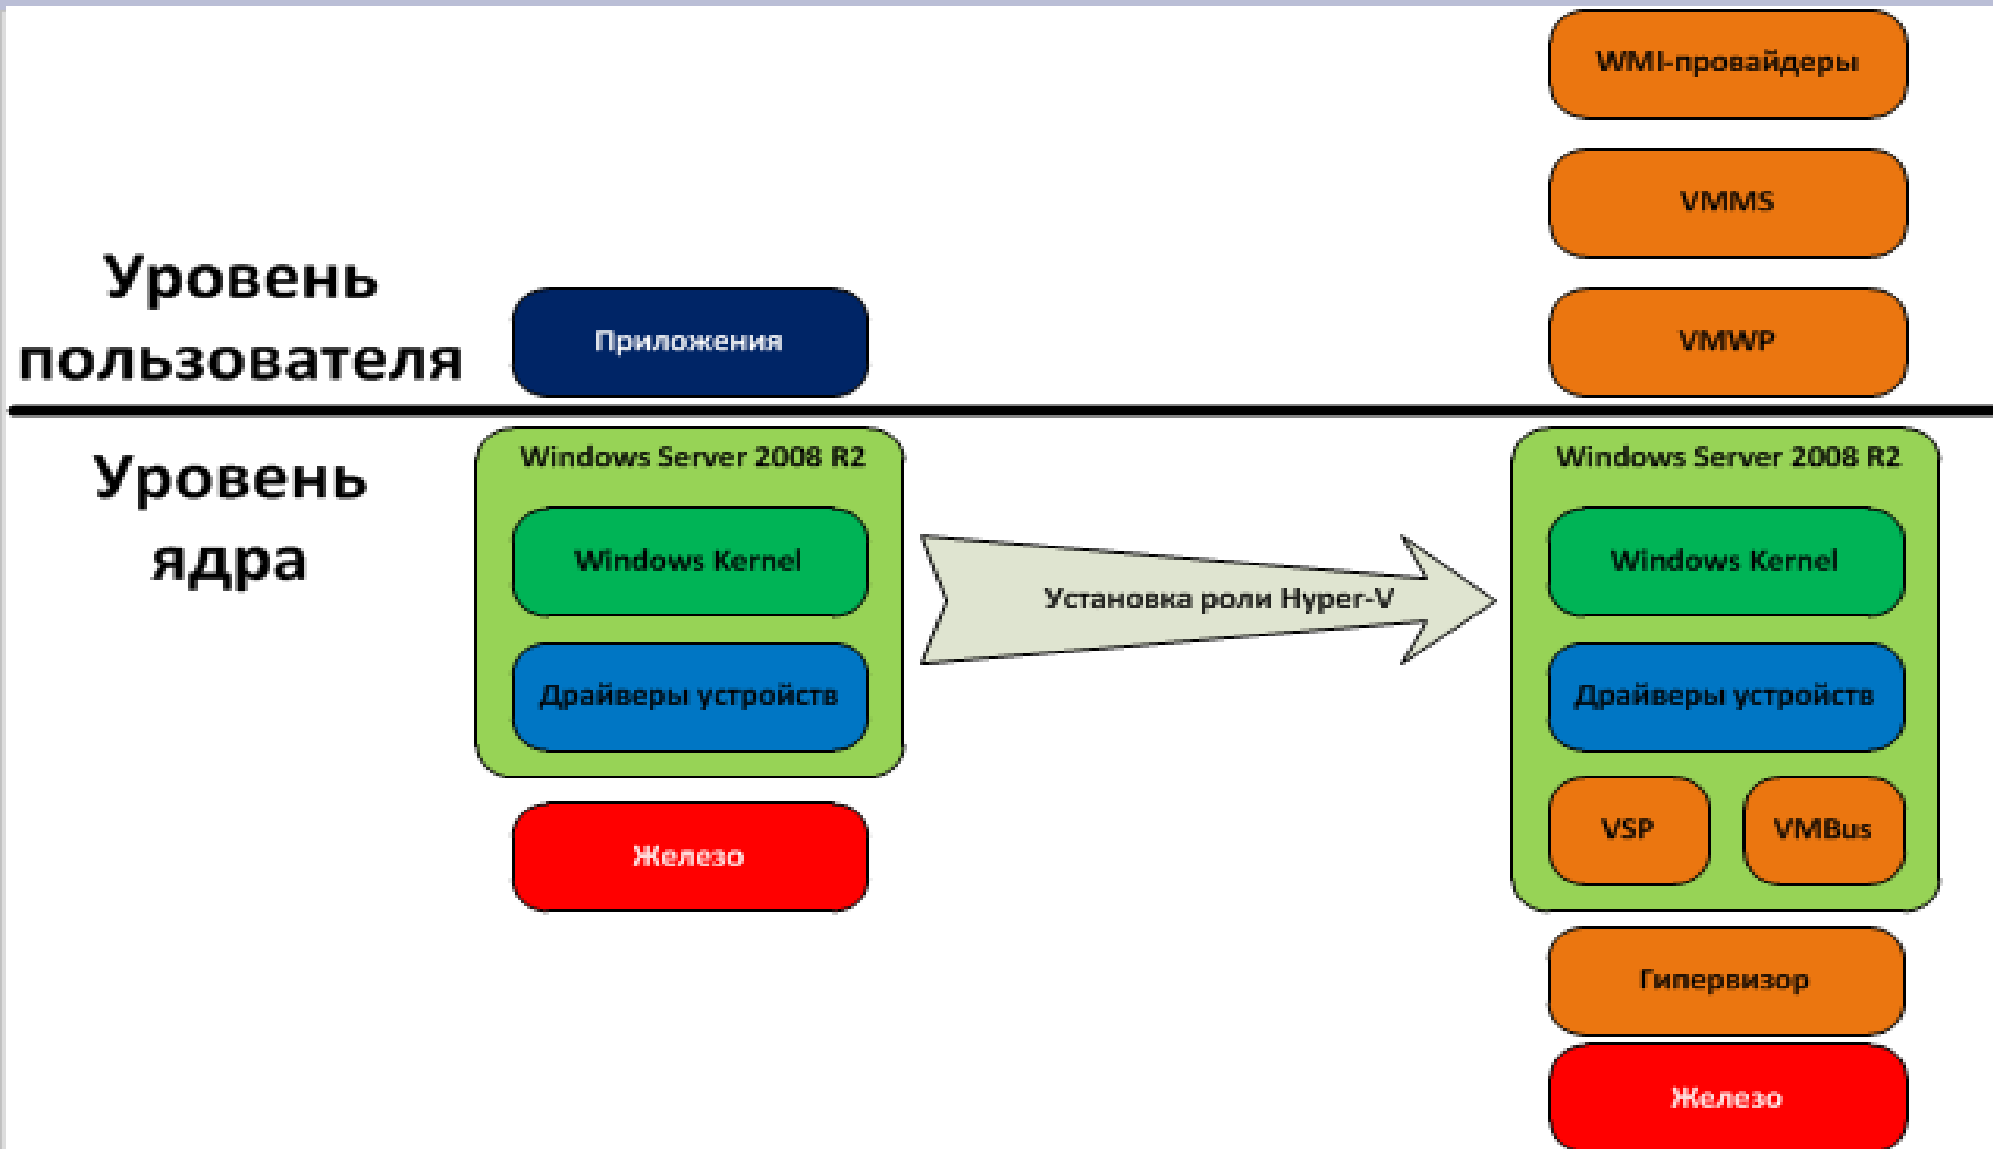 WMI-провайдеры
VMMS
Уровень
пользователя
Приложения
VMWP
Уровень
ядра
Windows Server 2008 R2
Windows Kernel
Драйверы устройств
Железо
Установка роли Hyper-V
Windows Server 2008 R2
Windows Kernel
Драйверы устройств
VSP
VMBus
Гипервизор
Железо